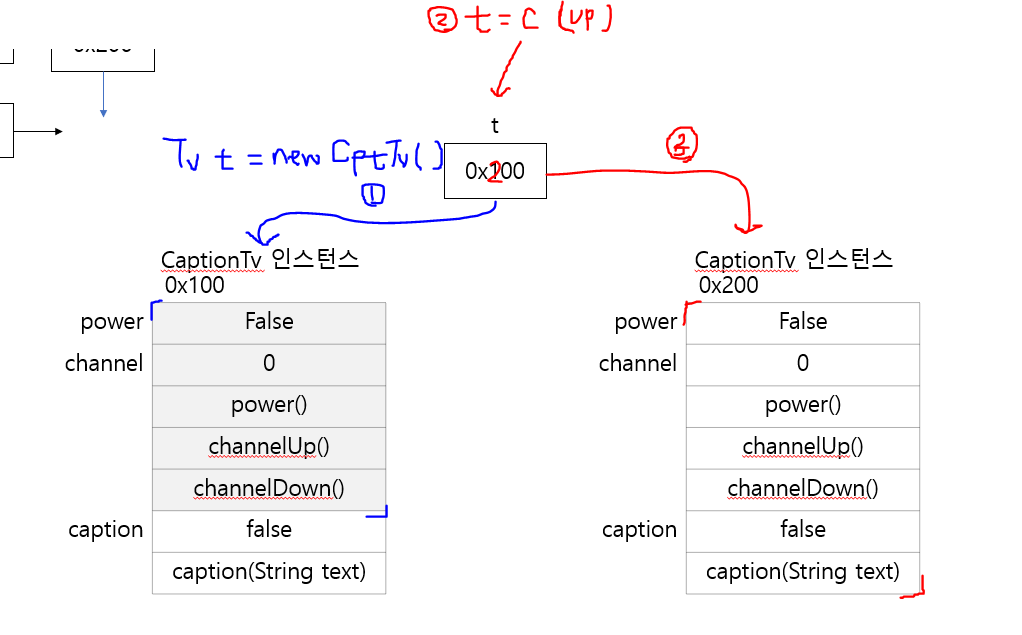 ② t = c (up)
t
Tv t = new CptTv()
0x100
2
②
①
CaptionTv 인스턴스
0x100
power False
channel 0
power()
channelUp()
channelDown()
caption false
caption(String text)
CaptionTv 인스턴스
0x200
power False
channel 0
power()
channelUp()
channelDown()
caption false
caption(String text)